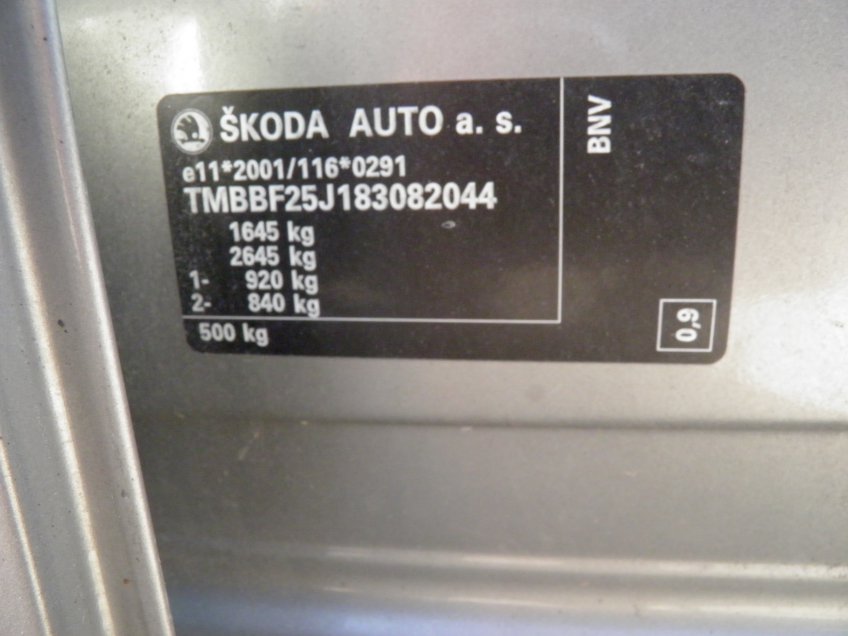 ŠKODA AUTO a. s.
e11*2001/116*0291
TMBBF25J183082044
1645 kg
2645 kg
1- 920 kg
2- 840 kg
500 kg
BNV
0,9